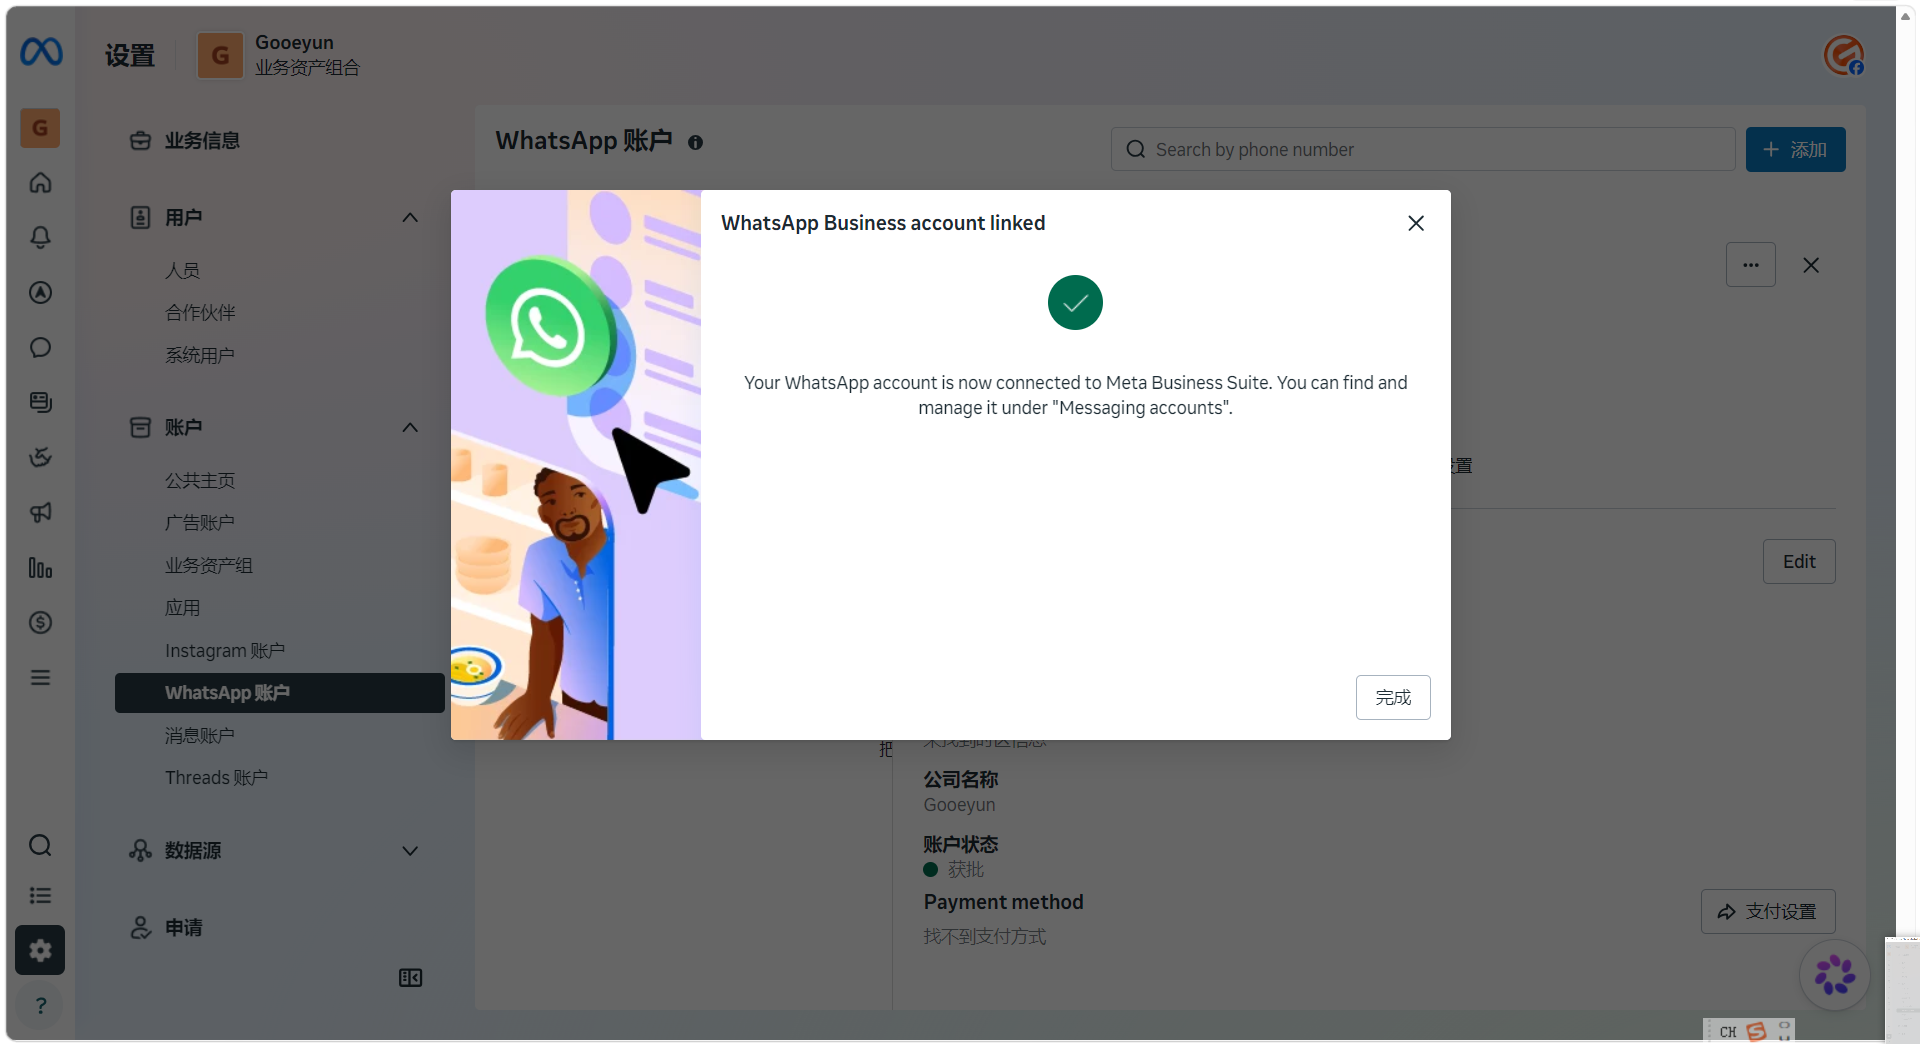 设置
G
Gooeyun
业务资产组合
G
业务信息
用户
人员
合作伙伴
系统用户
账户
公共主页
广告账户
业务资产组
应用
Instagram 账户
WhatsApp 账户
消息账户
Threads 账户
数据源
申请
?
WhatsApp 账户
Search by phone number
添加
WhatsApp Business account linked
Your WhatsApp account is now connected to Meta Business Suite. You can find and
manage it under "Messaging accounts".
完成
置
Edit
把
公司名称
Gooeyun
账户状态
获批
Payment method
支付设置
找不到支付方式
CH